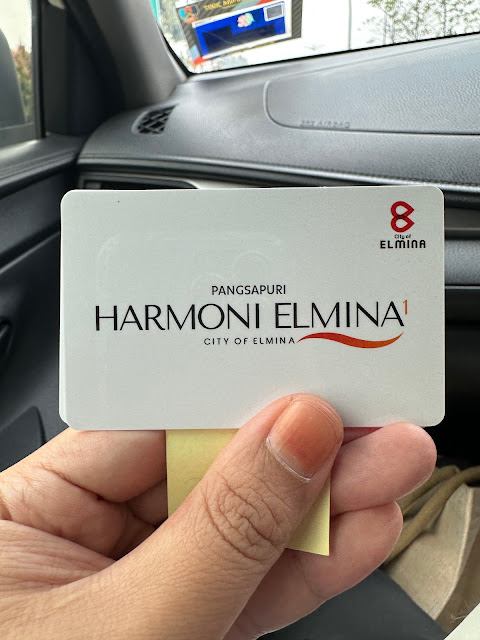 City of
ELMINA
PANGSAPURI
HARMONI ELMINA1
CITY OF ELMINA